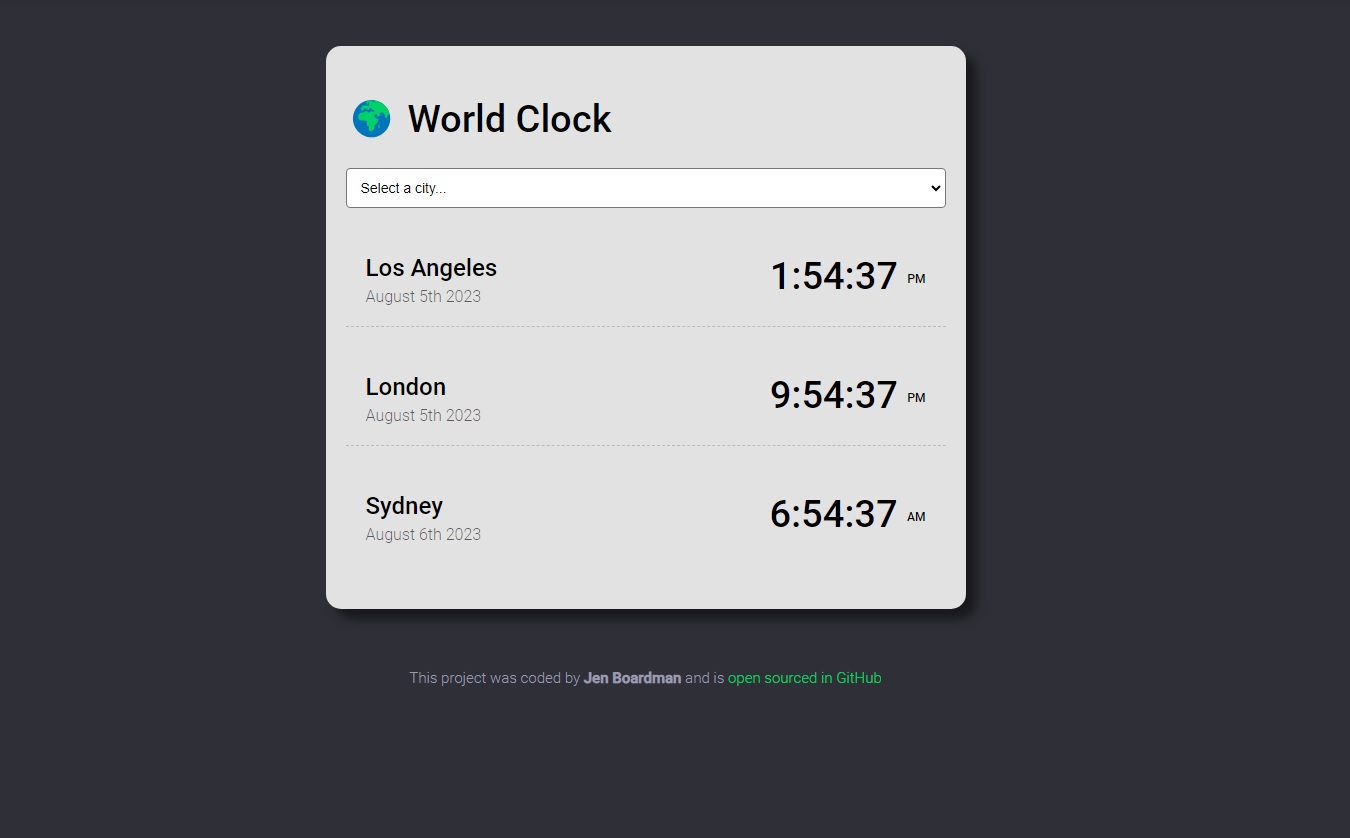 World Clock
Select a city...
Los Angeles
1:54:37 PM
August 5th 2023
London
9:54:37 PM
August 5th 2023
Sydney
6:54:37 AM
August 6th 2023
This project was coded by Jen Boardman and is open sourced in GitHub